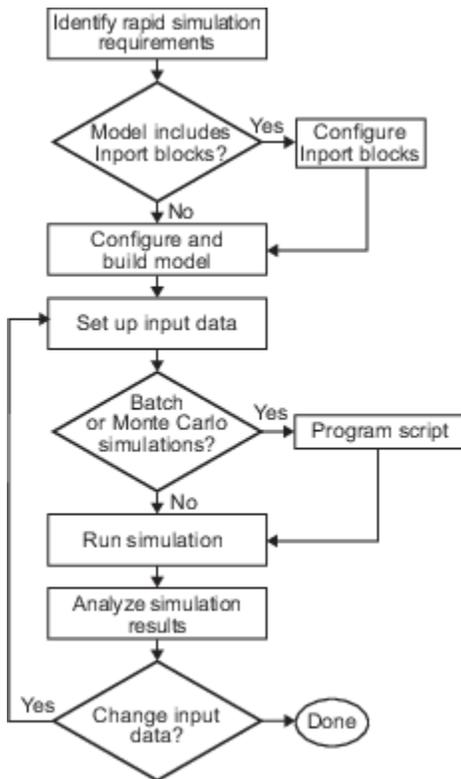 Identify rapid simulation
requirements
Model includes
Inport blocks?
Yes
Configure
Inport blocks
No
Configure and
build model
Set up input data
Batch
or Monte Carlo
simulations?
Yes
Program script
No
Run simulation
Analyze simulation
results
Yes
Change input
data?
Done